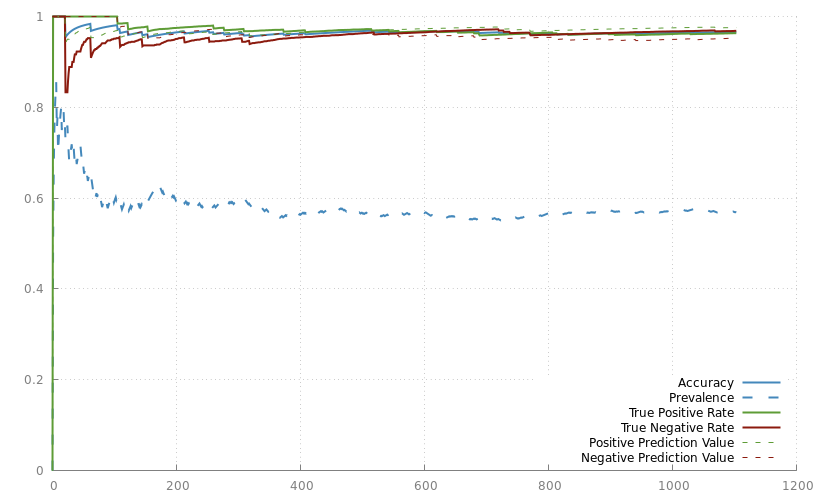 1
0.8
0.6
0.4
0.2
0
Accuracy
Prevalence
True Positive Rate
True Negative Rate
Positive Prediction Value
Negative Prediction Value
0 200 400 600 800 1000 1200